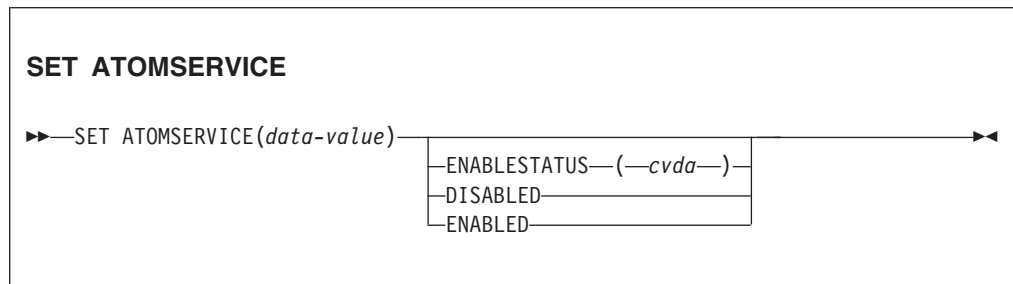 SET ATOMSERVICE
SET ATOMSERVICE(data-value)
ENABLESTATUS ( cvda )
DISABLED
ENABLED